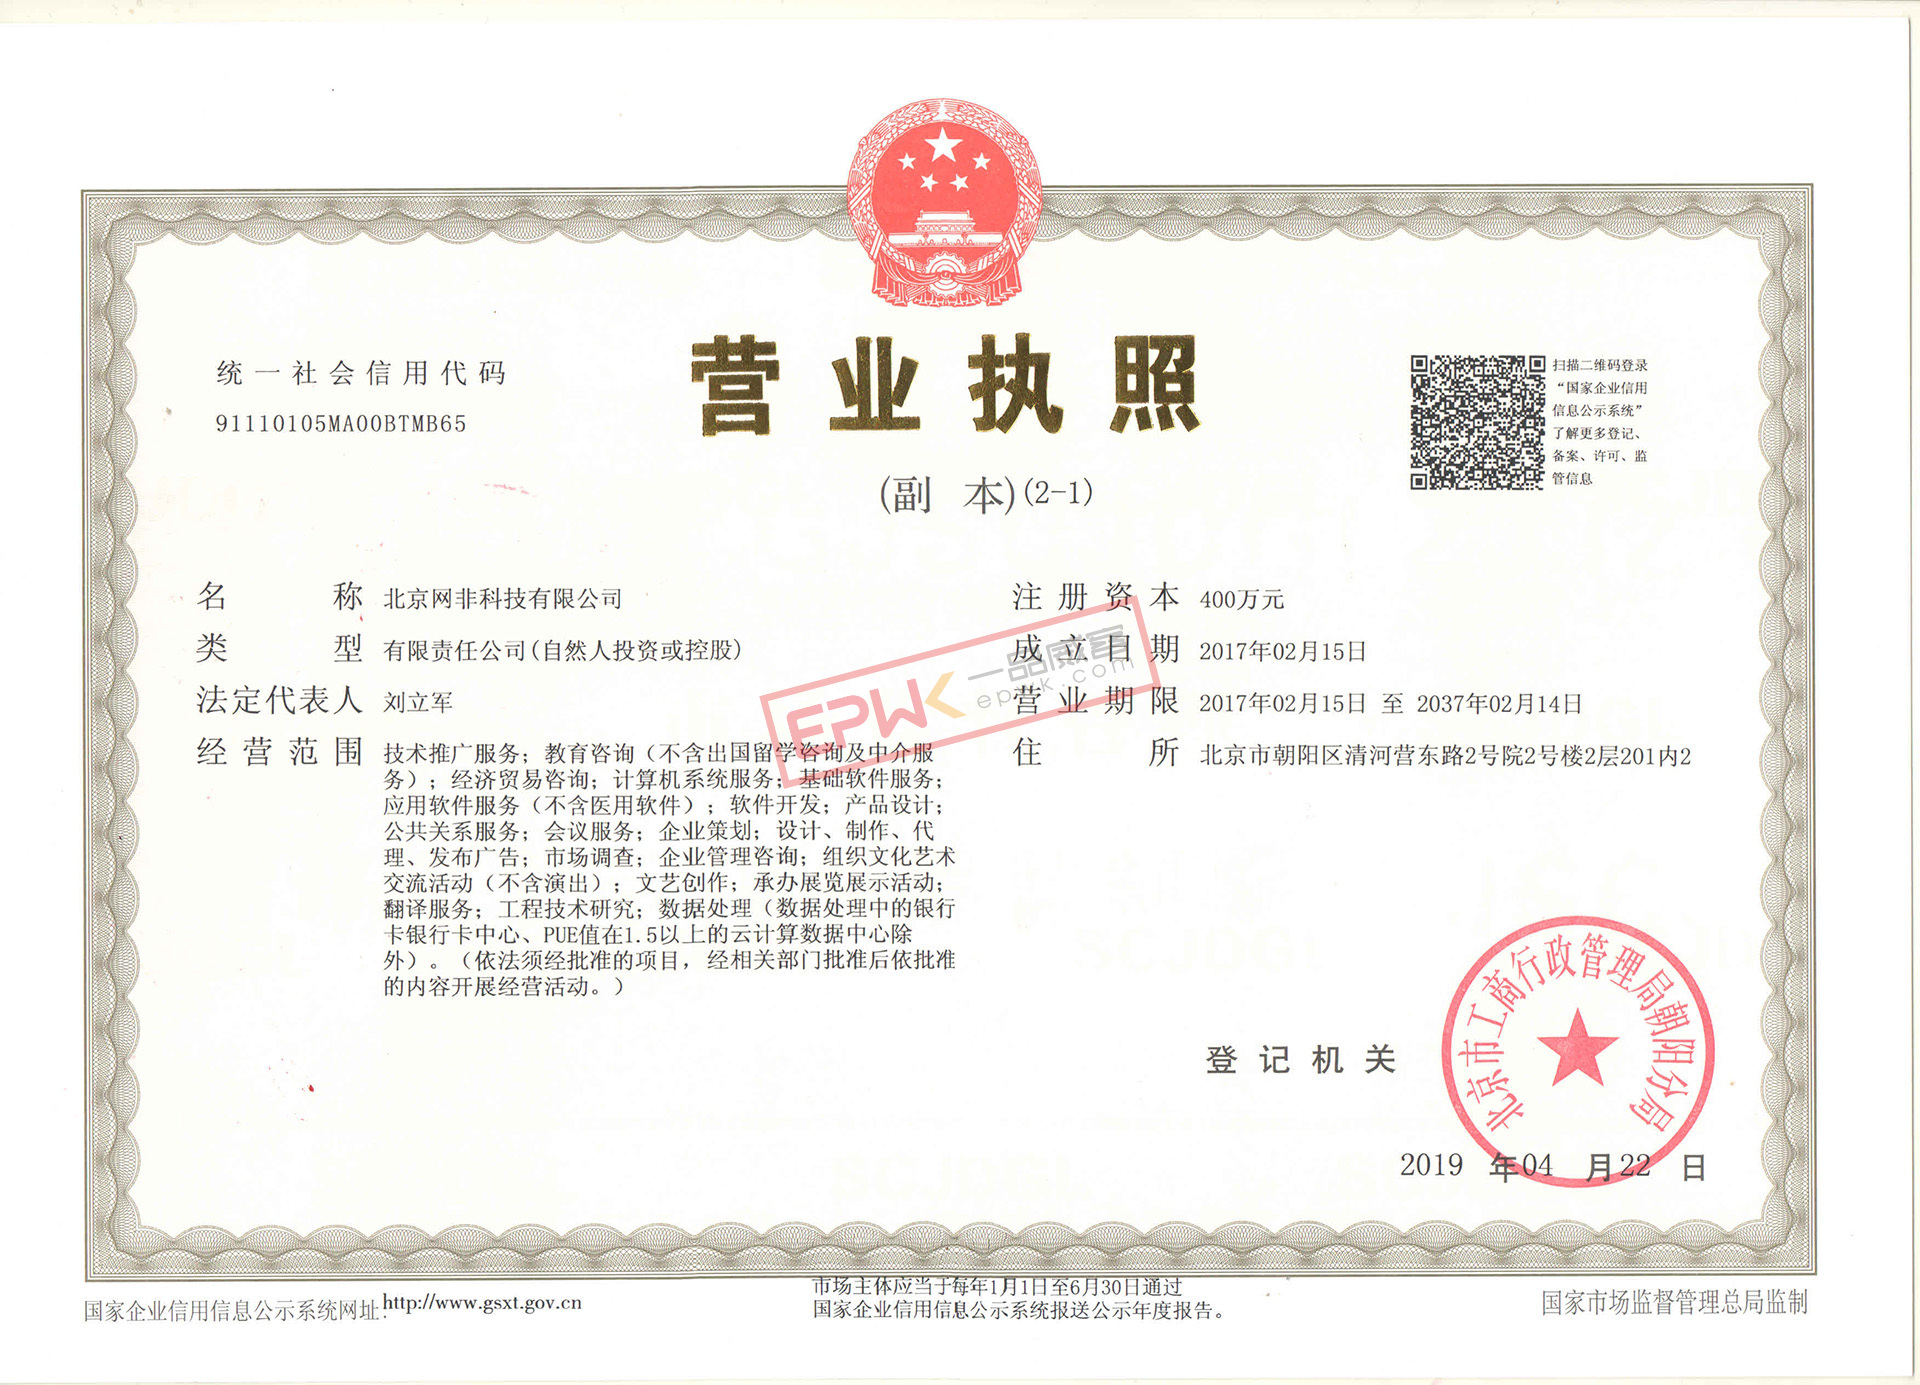 营业执照
(副 本)(2-1)
统一社会信用代码
91110105MA00BTMB65
扫描二维码登录
“国家企业信用
信息公示系统”
了解更多登记、
备案、许可、监
管信息
名称 北京网非科技有限公司
类型 有限责任公司(自然人投资或控股)
法定代表人 刘立军
经营范围 技术推广服务；教育咨询（不含出国留学咨询及中介服
务）；经济贸易咨询；计算机系统服务；基础软件服务；
应用软件服务（不含医用软件）；软件开发；产品设计；
公共关系服务；会议服务；企业策划；设计、制作、代
理、发布广告；市场调查；企业管理咨询；组织文化艺术
交流活动（不含演出）；文艺创作；承办展览展示活动；
翻译服务；工程技术研究；数据处理（数据处理中的银行
卡银行卡中心、PUE值在1.5以上的云计算数据中心除
外）。（依法须经批准的项目，经相关部门批准后依批准
的内容开展经营活动。）
注册资本 400万元
成立日期 2017年02月15日
营业期限 2017年02月15日 至 2037年02月14日
住所 北京市朝阳区清河营东路2号院2号楼2层201内2
EPWK 一品威客
epwk.com
登记机关
北京市工商行政管理局朝阳分局
2019 年04 月22 日
国家企业信用信息公示系统网址:http://www.gsxt.gov.cn
市场主体应当于每年1月1日至6月30日通过
国家企业信用信息公示系统报送公示年度报告。
国家市场监督管理总局监制